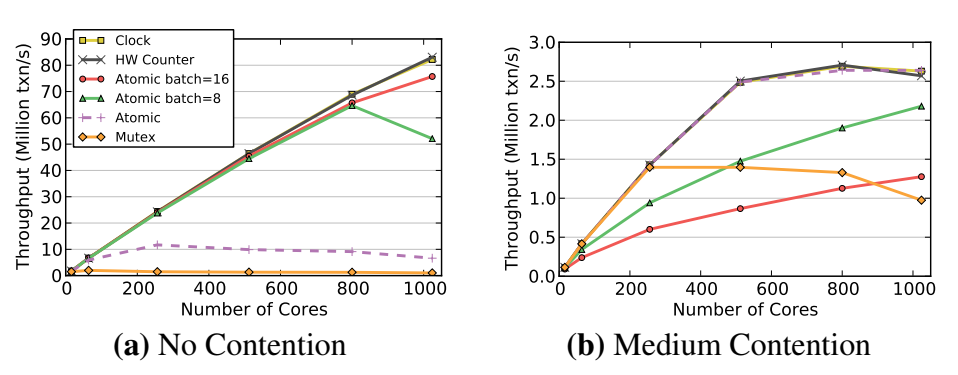 Throughput (Million txn/s)
90
80
70
60
50
40
30
20
10
0
Clock
HW Counter
Atomic batch=16
Atomic batch=8
Atomic
Mutex
0 200 400 600 800 1000
Number of Cores
(a) No Contention
Throughput (Million txn/s)
3.0
2.5
2.0
1.5
1.0
0.5
0.0
0 200 400 600 800 1000
Number of Cores
(b) Medium Contention